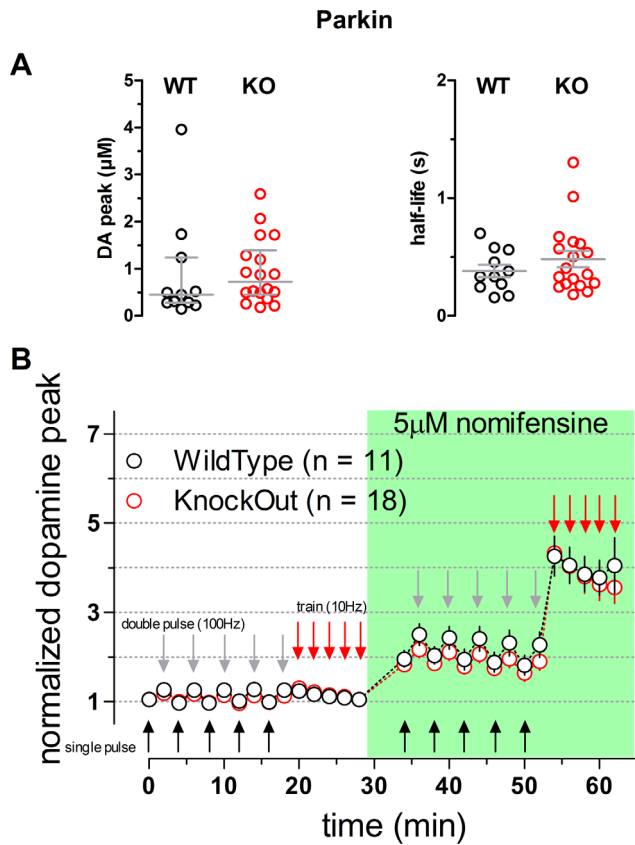 Parkin
A
WT KO
5
4
3
2
1
0
DA peak (µM)
WT KO
2
1
0
half-life (s)
B
5µM nomifensine
WildType (n = 11)
KnockOut (n = 18)
double pulse (100Hz)
train (10Hz)
single pulse
7
5
3
1
normalized dopamine peak
0 10 20 30 40 50 60
time (min)